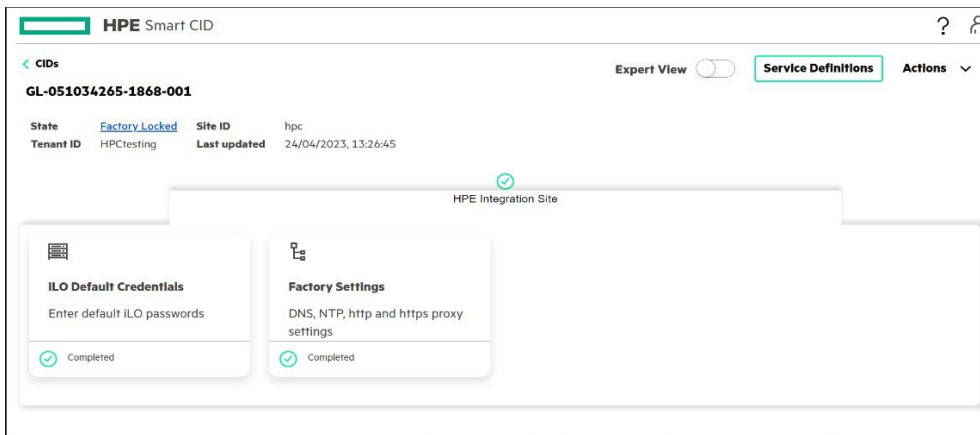 HPE Smart CID
?
CIDs
Expert View
Service Definitions
Actions
GL-051034265-1868-001
State Factory Locked Site ID hpc
Tenant ID HPCtesting Last updated 24/04/2023, 13:26:45
HPE Integration Site
iLO Default Credentials
Enter default iLO passwords
Completed
Factory Settings
DNS, NTP, http and https proxy
settings
Completed